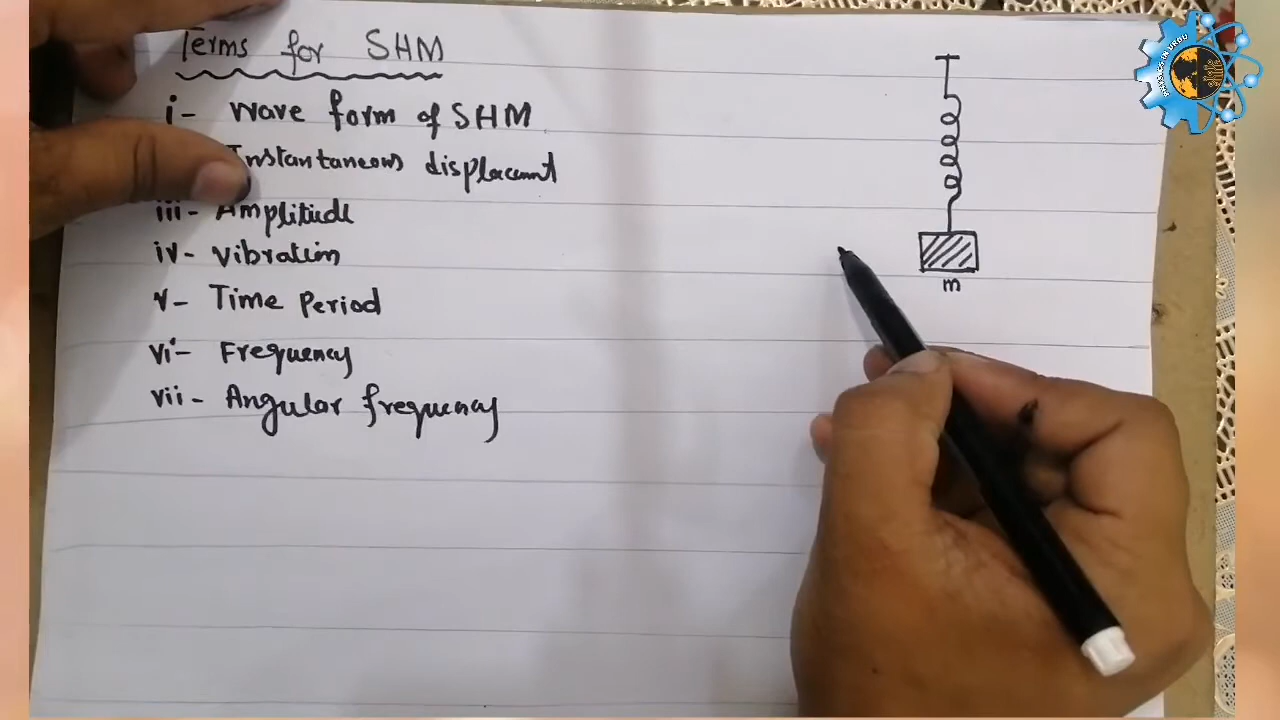 Terms for SHM
i- Wave form of SHM
Instantaneous displacemnt
iii- Amplitude
iv- Vibration
v- Time Period
vi- Frequency
vii- Angular frequency
m